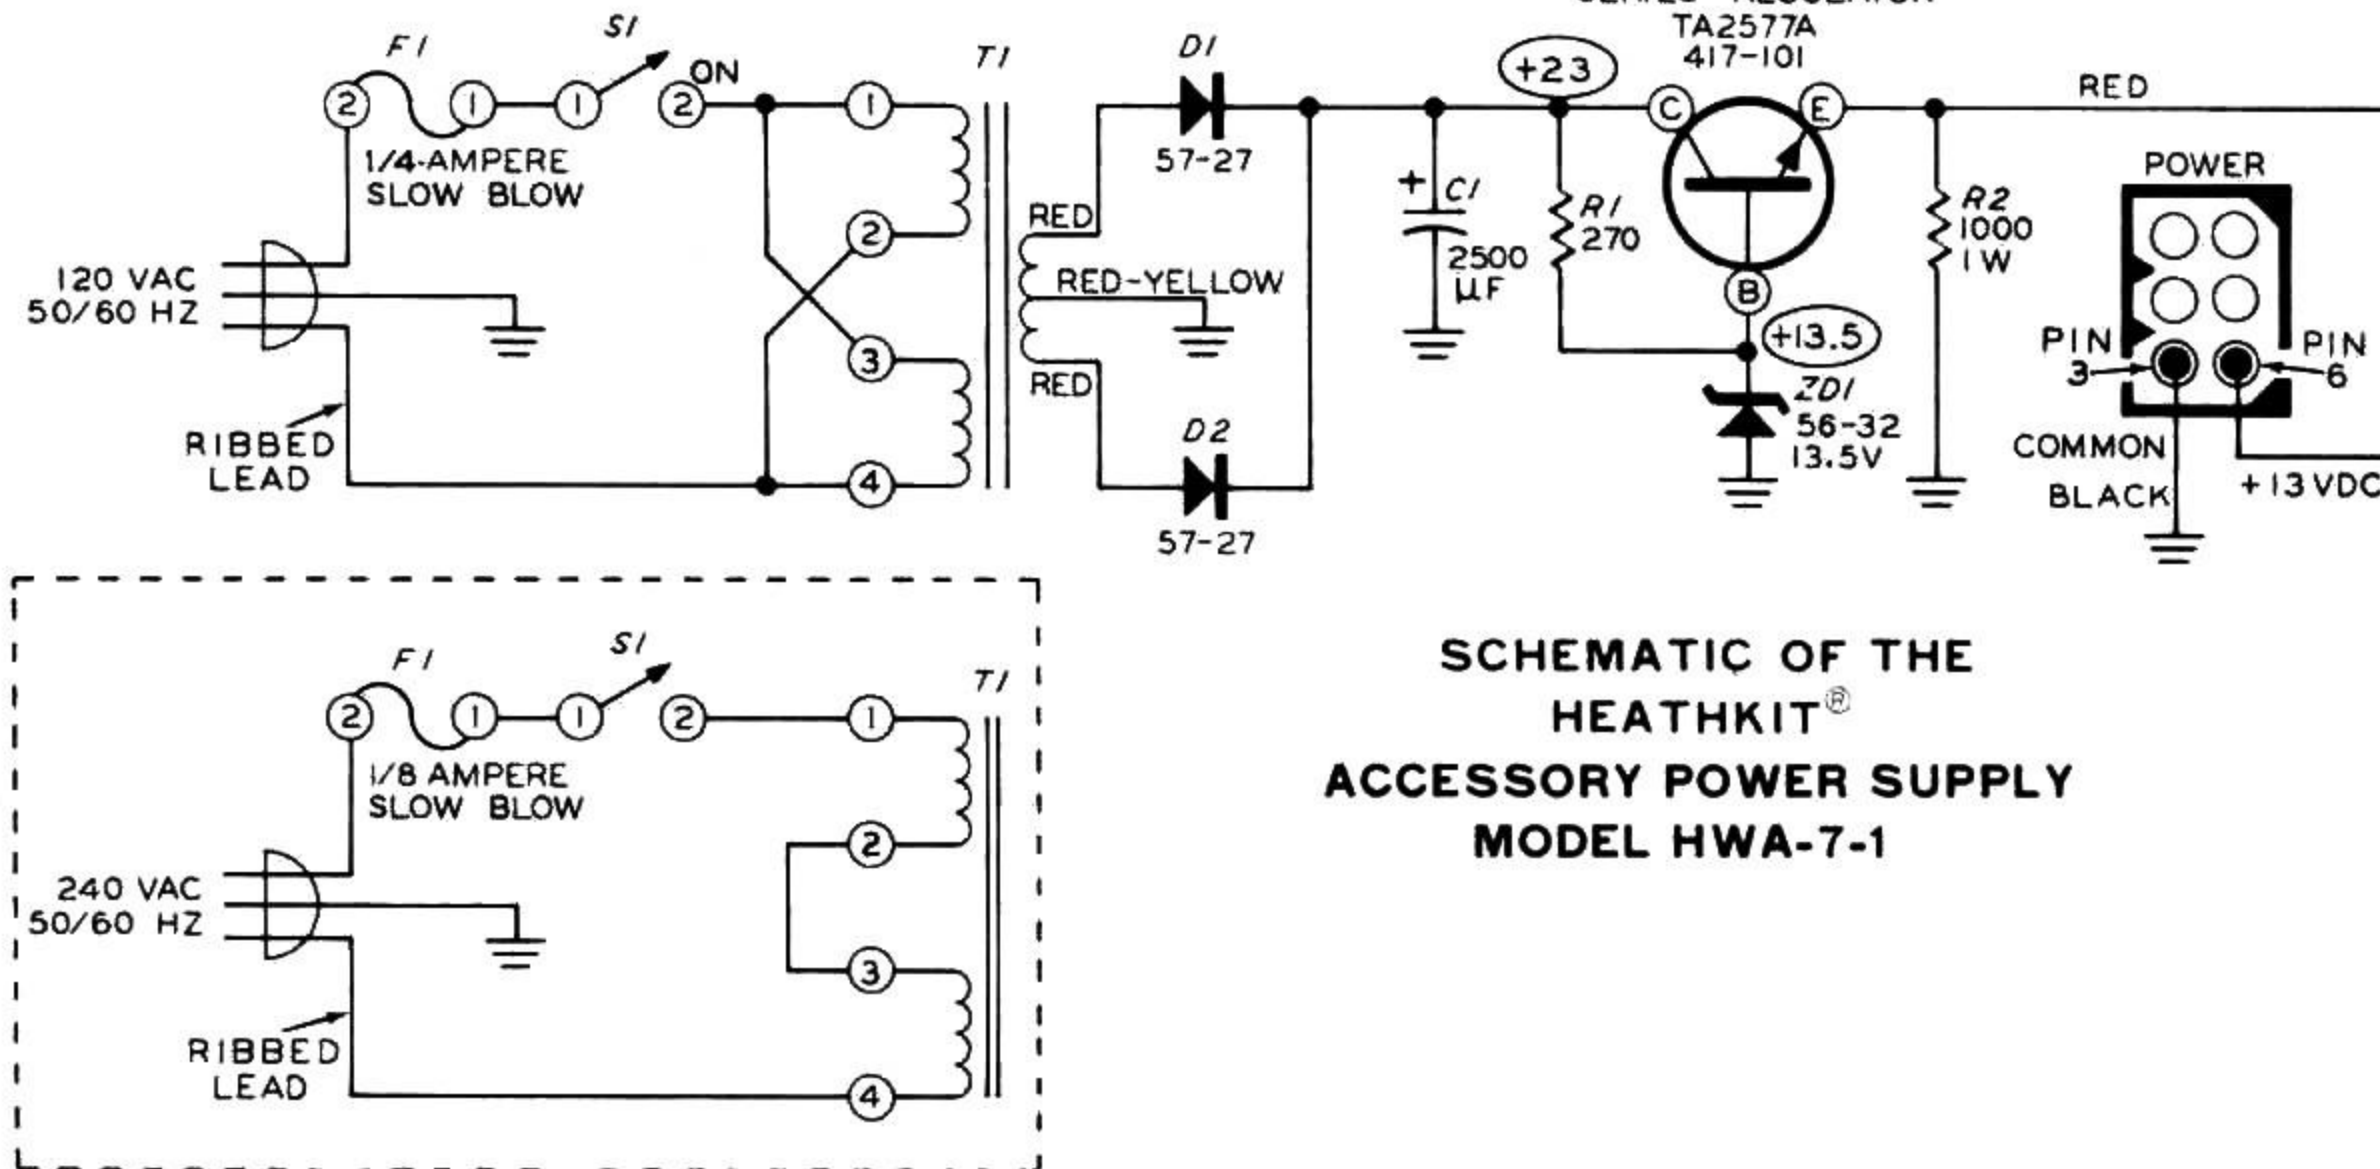 F1
S1
ON
2
1
1
2
1/4-AMPERE
SLOW BLOW
120 VAC
50/60 HZ
RIBBED
LEAD
T1
1
2
3
4
RED
RED-YELLOW
RED
D1
57-27
D2
57-27
+23
+ C1
2500
µF
R1
270
TA2577A
417-101
C
E
B
+13.5
ZD1
56-32
13.5V
RED
R2
1000
1W
POWER
PIN
3
PIN
6
COMMON
BLACK
+13VDC
F1
S1
2
1
1
2
1/8 AMPERE
SLOW BLOW
240 VAC
50/60 HZ
RIBBED
LEAD
T1
1
2
3
4
SCHEMATIC OF THE
HEATHKIT®
ACCESSORY POWER SUPPLY
MODEL HWA-7-1